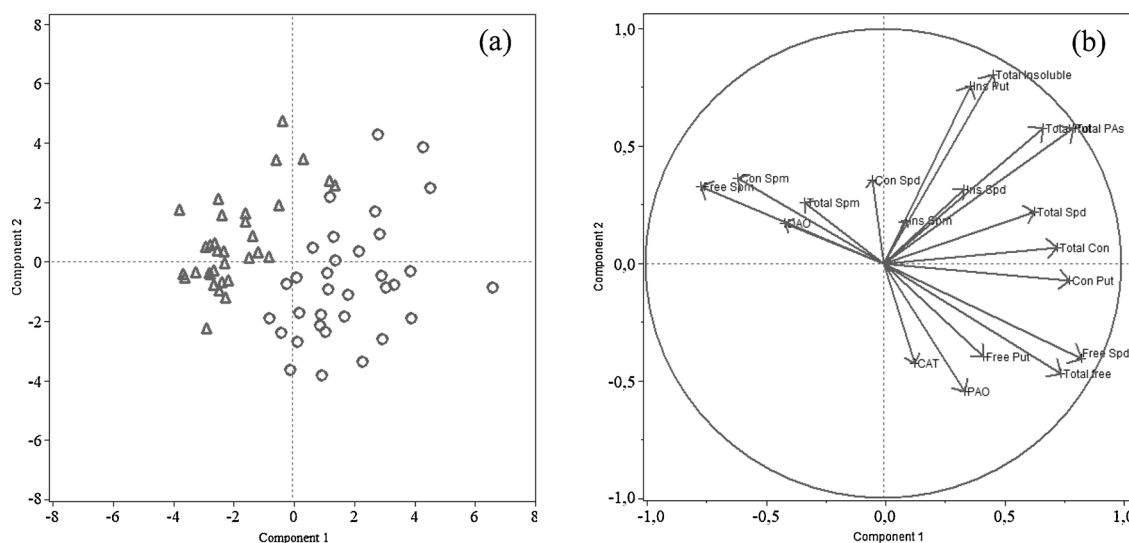 (a)
8
6
4
2
0
-2
-4
-6
-8
-8
-6
-4
-2
0
2
4
6
8
Component 2
Component 1
(b)
1,0
0,5
0,0
-0,5
-1,0
-1,0
-0,5
0,0
0,5
1,0
Component 2
Component 1
Total Insoluble
Ins Put
Total Put
Total PAs
Con Spm
Free Spm
Con Spd
Ins Spd
Total Spm
DAO
Ins Spm
Total Spd
Total Con
Con Put
Free Spd
Free Put
CAT
Total free
PAO